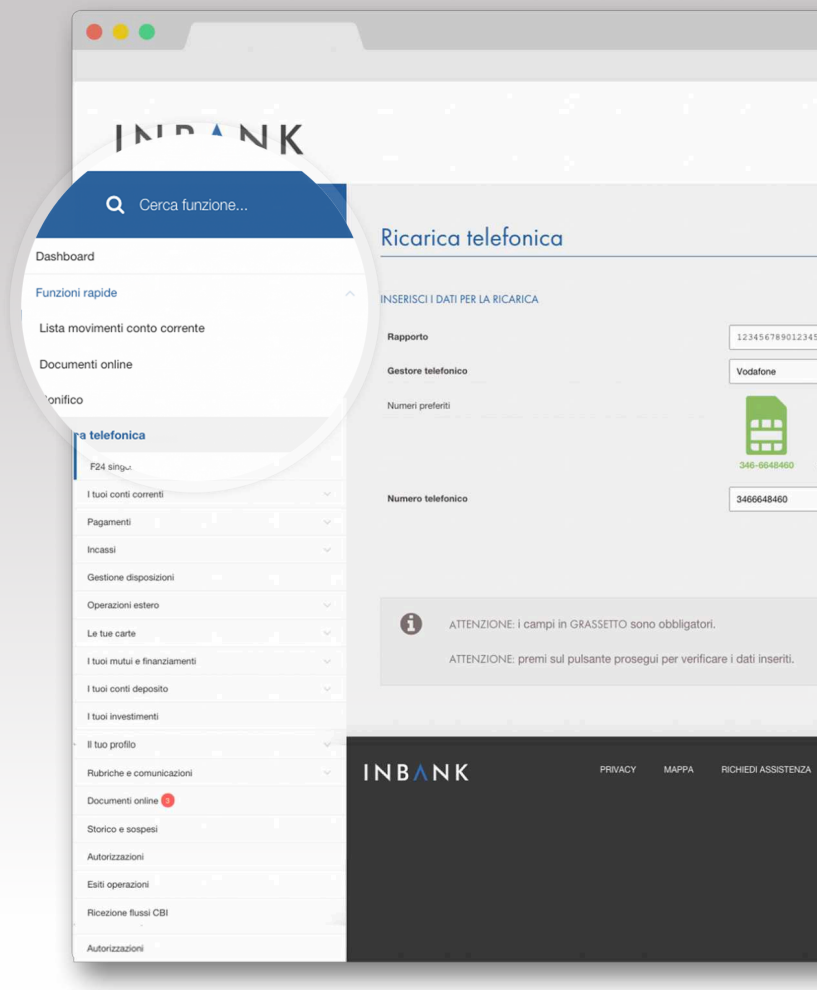 INBANK
Cerca funzione...
Dashboard
Funzioni rapide
Lista movimenti conto corrente
Documenti online
onifico
a telefonica
F24
I tuoi conti correnti
Pagamenti
Incassi
Gestione disposizioni
Operazioni estero
Le tue carte
I tuoi mutui e finanziamenti
I tuoi conti deposito
I tuoi investimenti
Il tuo profilo
Rubriche e comunicazioni
Documenti online 3
Storico e sospesi
Autorizzazioni
Esiti operazioni
Ricezione flussi CBI
Autorizzazioni
Ricarica telefonica
INSERISCI I DATI PER LA RICARICA
Rapporto 123456789012345
Gestore telefonico Vodafone
Numeri preferiti
346-6648460
Numero telefonico 3466648460
ATTENZIONE: i campi in GRASSETTO sono obbligatori.
ATTENZIONE: premi sul pulsante prosegui per verificare i dati inseriti.
INBANK PRIVACY MAPPA RICHIEDI ASSISTENZA